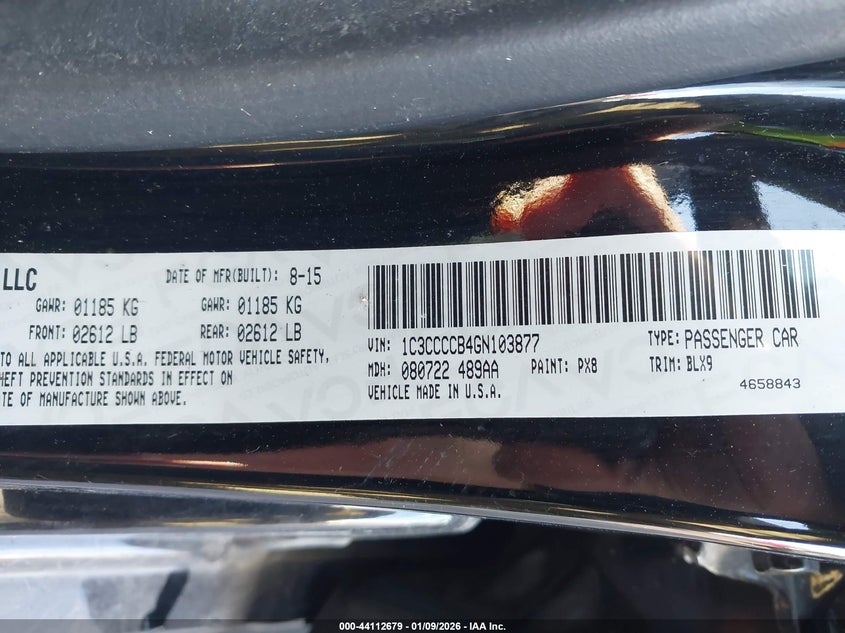 LLC
DATE OF MFR(BUILT): 8-15
GAWR: 01185 KG
GAWR: 01185 KG
FRONT: 02612 LB
REAR: 02612 LB
TO ALL APPLICABLE U.S.A. FEDERAL MOTOR VEHICLE SAFETY,
HEFT PREVENTION STANDARDS IN EFFECT ON
TE OF MANUFACTURE SHOWN ABOVE.
VIN: 1C3CCCCB4GN103877
TYPE: PASSENGER CAR
MDH: 080722 489AA
PAINT: PX8
TRIM: BLX9
VEHICLE MADE IN U.S.A.
4658843
000-44112679 - 01/09/2026 - IAA Inc.